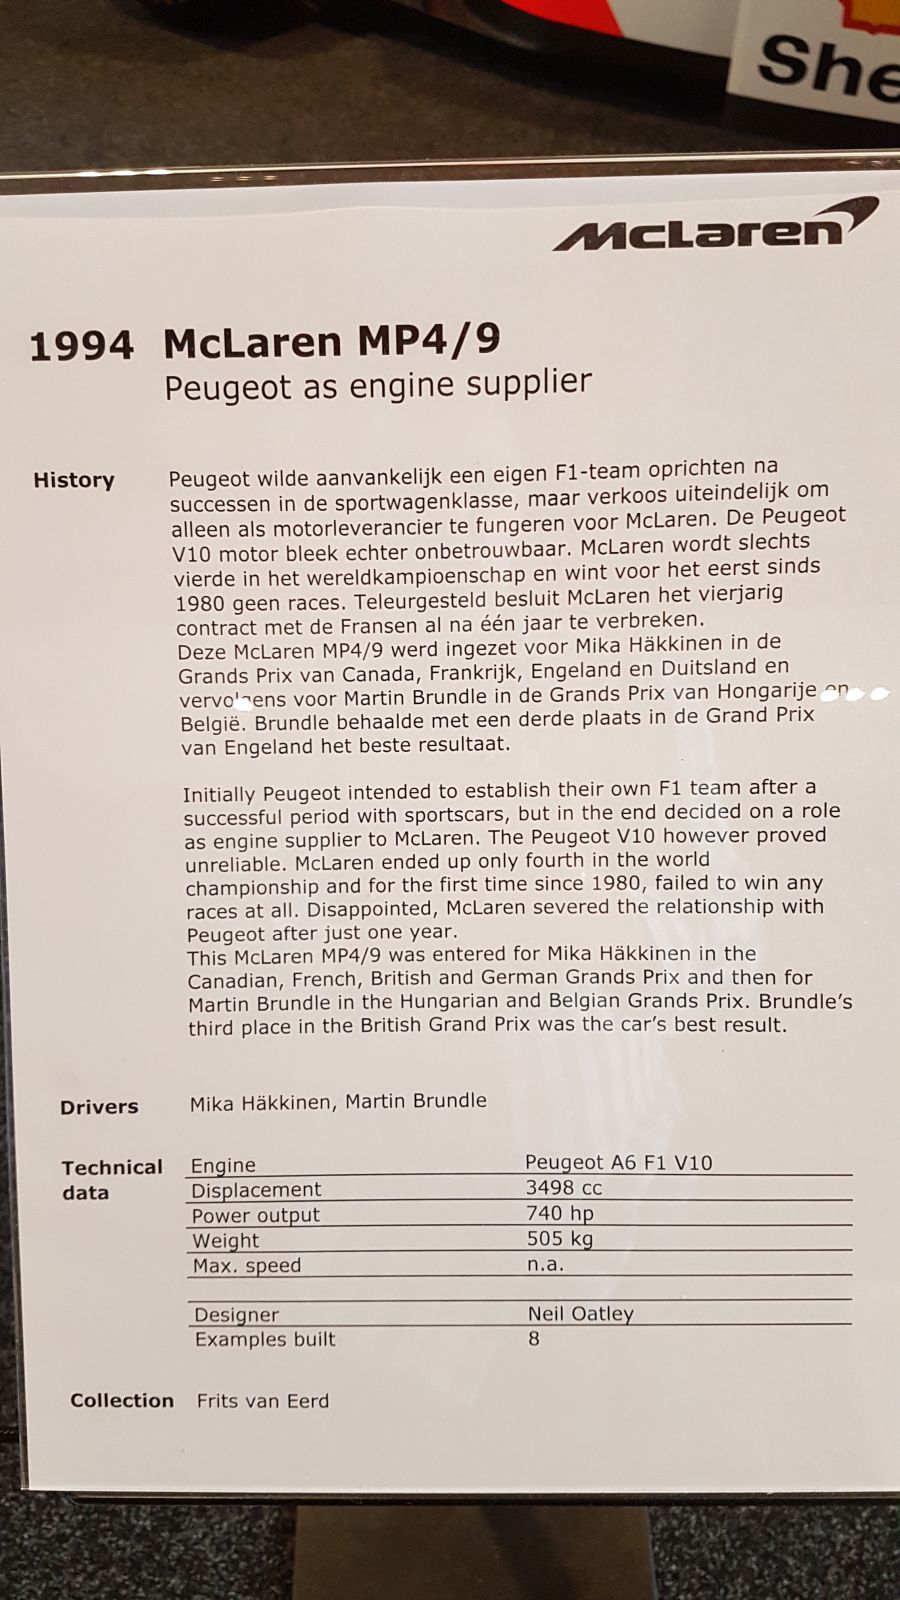 She
McLaren
1994 McLaren MP4/9
Peugeot as engine supplier
History
Peugeot wilde aanvankelijk een eigen F1-team oprichten na
successen in de sportwagenklasse, maar verkoos uiteindelijk om
alleen als motorleverancier te fungeren voor McLaren. De Peugeot
V10 motor bleek echter onbetrouwbaar. McLaren wordt slechts
vierde in het wereldkampioenschap en wint voor het eerst sinds
1980 geen races. Teleurgesteld besluit McLaren het vierjarig
contract met de Fransen al na één jaar te verbreken.
Deze McLaren MP4/9 werd ingezet voor Mika Häkkinen in de
Grands Prix van Canada, Frankrijk, Engeland en Duitsland en
vervolgens voor Martin Brundle in de Grands Prix van Hongarije en
België. Brundle behaalde met een derde plaats in de Grand Prix
van Engeland het beste resultaat.
Initially Peugeot intended to establish their own F1 team after a
successful period with sportscars, but in the end decided on a role
as engine supplier to McLaren. The Peugeot V10 however proved
unreliable. McLaren ended up only fourth in the world
championship and for the first time since 1980, failed to win any
races at all. Disappointed, McLaren severed the relationship with
Peugeot after just one year.
This McLaren MP4/9 was entered for Mika Häkkinen in the
Canadian, French, British and German Grands Prix and then for
Martin Brundle in the Hungarian and Belgian Grands Prix. Brundle's
third place in the British Grand Prix was the car's best result.
Drivers Mika Häkkinen, Martin Brundle
Technical data
Engine Peugeot A6 F1 V10
Displacement 3498 cc
Power output 740 hp
Weight 505 kg
Max. speed n.a.
Designer Neil Oatley
Examples built 8
Collection Frits van Eerd